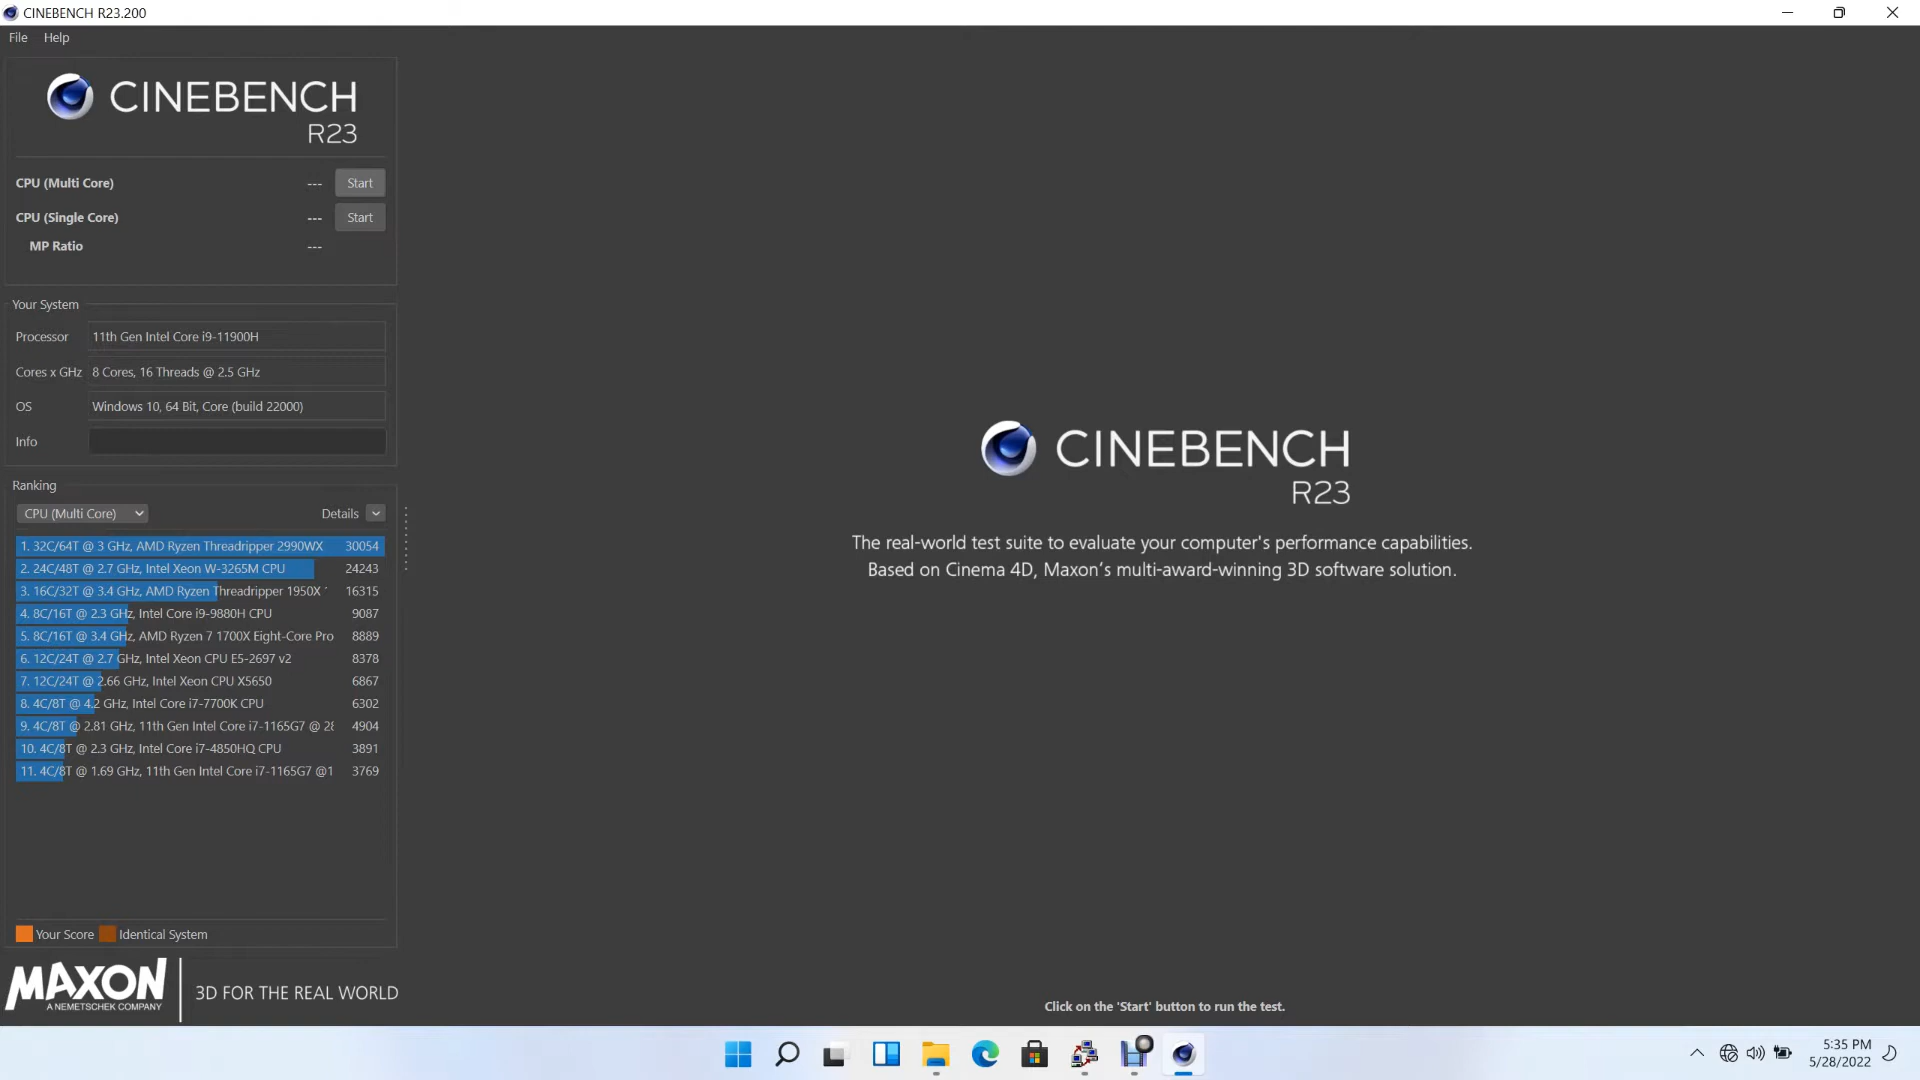 CINEBENCH R23.200
File Help
CINEBENCH
R23
CPU (Multi Core) --- Start
CPU (Single Core) --- Start
MP Ratio ---
Your System
Processor 11th Gen Intel Core i9-11900H
Cores x GHz 8 Cores, 16 Threads @ 2.5 GHz
OS Windows 10, 64 Bit, Core (build 22000)
Info
Ranking
CPU (Multi Core) Details
1. 32C/64T @ 3 GHz, AMD Ryzen Threadripper 2990WX 30054
2. 24C/48T @ 2.7 GHz, Intel Xeon W-3265M CPU 24243
3. 16C/32T @ 3.4 GHz, AMD Ryzen Threadripper 1950X 16315
4. 8C/16T @ 2.3 GHz, Intel Core i9-9880H CPU 9087
5. 8C/16T @ 3.4 GHz, AMD Ryzen 7 1700X Eight-Core Pro 8889
6. 12C/24T @ 2.7 GHz, Intel Xeon CPU E5-2697 v2 8378
7. 12C/24T @ 2.66 GHz, Intel Xeon CPU X5650 6867
8. 4C/8T @ 4.2 GHz, Intel Core i7-7700K CPU 6302
9. 4C/8T @ 2.81 GHz, 11th Gen Intel Core i7-1165G7 @ 28 4904
10. 4C/8T @ 2.3 GHz, Intel Core i7-4850HQ CPU 3891
11. 4C/8T @ 1.69 GHz, 11th Gen Intel Core i7-1165G7 @1 3769
Your Score Identical System
MAXON
A NEMETSCHEK COMPANY
3D FOR THE REAL WORLD
CINEBENCH
R23
The real-world test suite to evaluate your computer's performance capabilities.
Based on Cinema 4D, Maxon's multi-award-winning 3D software solution.
Click on the 'Start' button to run the test.
5:35 PM
5/28/2022